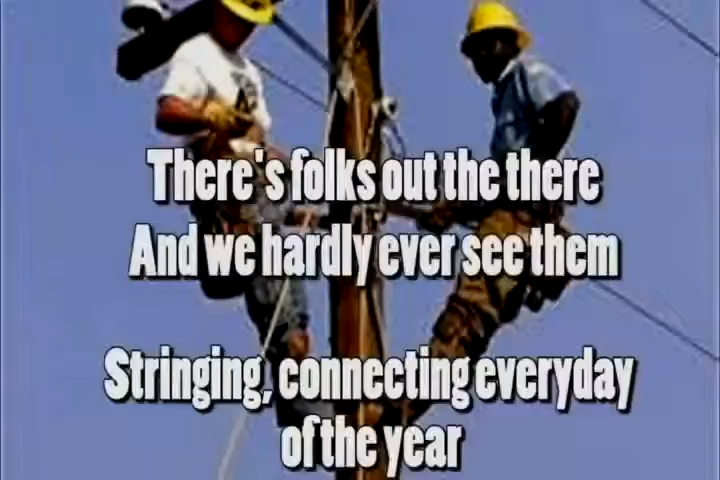 There's folks out the there
And we hardly ever see them
Stringing, connecting everyday
of the year